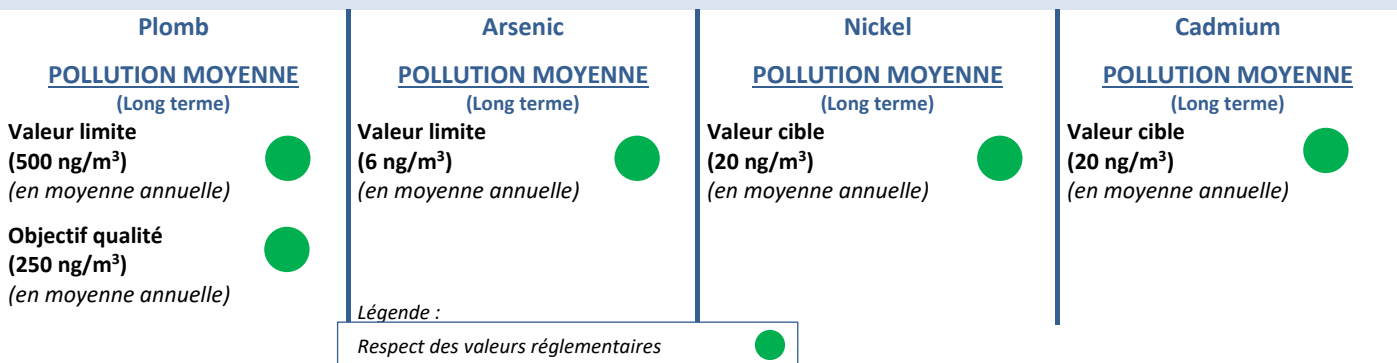 Plomb
POLLUTION MOYENNE
(Long terme)
Valeur limite
(500 ng/m³)
(en moyenne annuelle)
Objectif qualité
(250 ng/m³)
(en moyenne annuelle)
Arsenic
POLLUTION MOYENNE
(Long terme)
Valeur limite
(6 ng/m³)
(en moyenne annuelle)
Nickel
POLLUTION MOYENNE
(Long terme)
Valeur cible
(20 ng/m³)
(en moyenne annuelle)
Cadmium
POLLUTION MOYENNE
(Long terme)
Valeur cible
(20 ng/m³)
(en moyenne annuelle)
Légende :
Respect des valeurs réglementaires